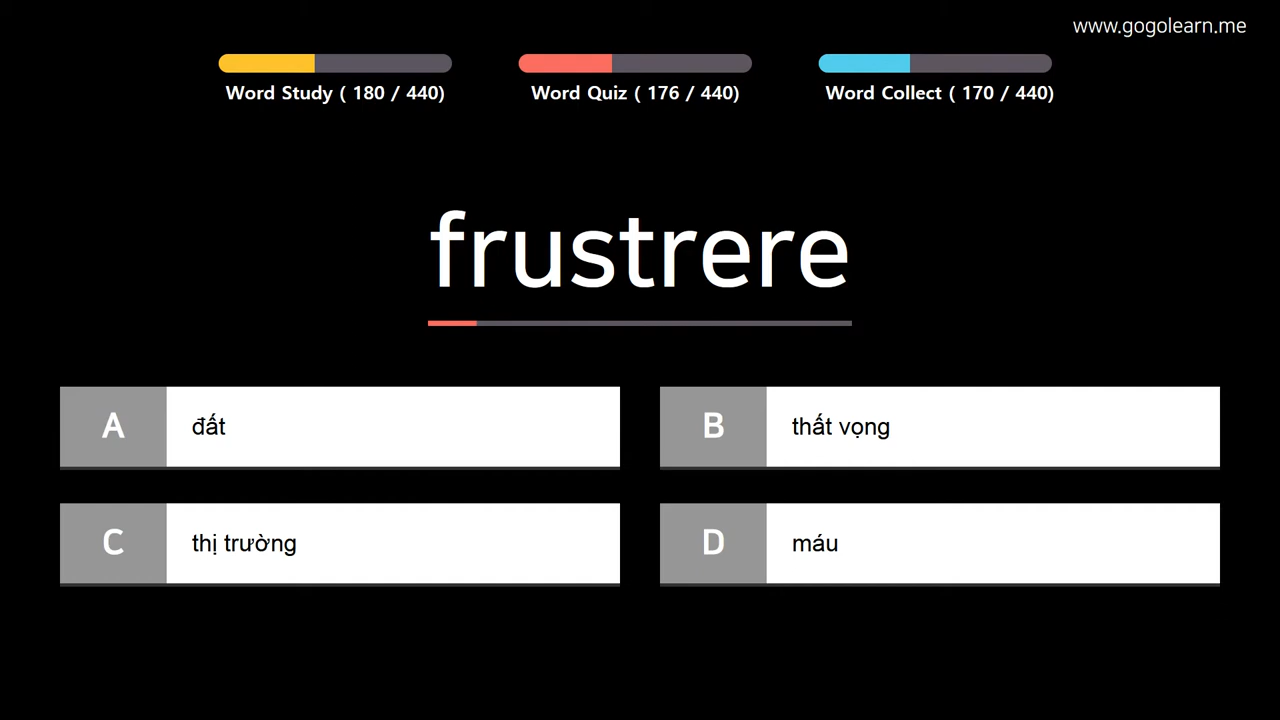 www.gogolearn.me
Word Study ( 180 / 440)
Word Quiz ( 176 / 440)
Word Collect ( 170 / 440)
frustrere
A đất
B thất vọng
C thị trường
D máu